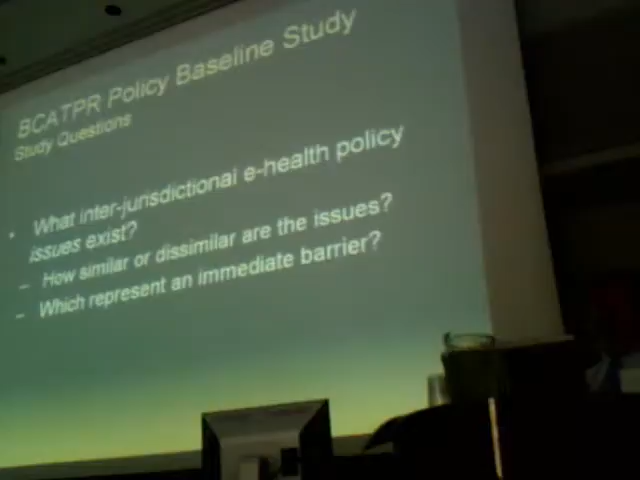 BCATPR Policy Baseline Study
Study Questions
• What inter-jurisdictional e-health policy
issues exist?
– How similar or dissimilar are the issues?
– Which represent an immediate barrier?